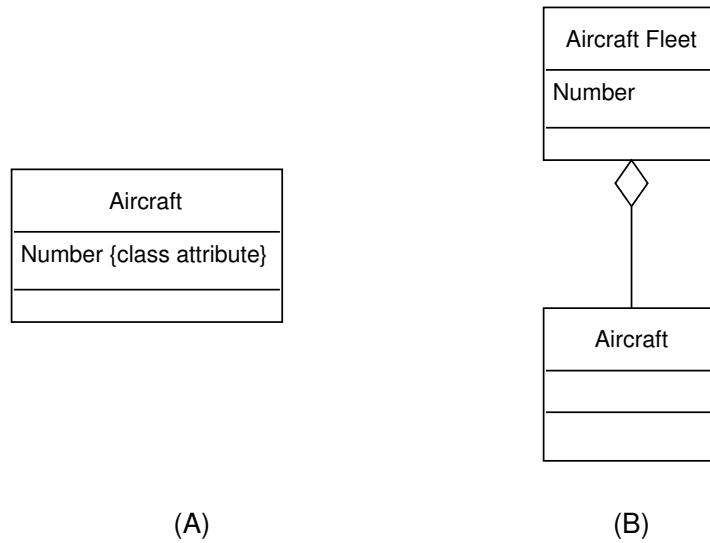 Aircraft
Number {class attribute}
(A)
Aircraft Fleet
Number
Aircraft
(B)